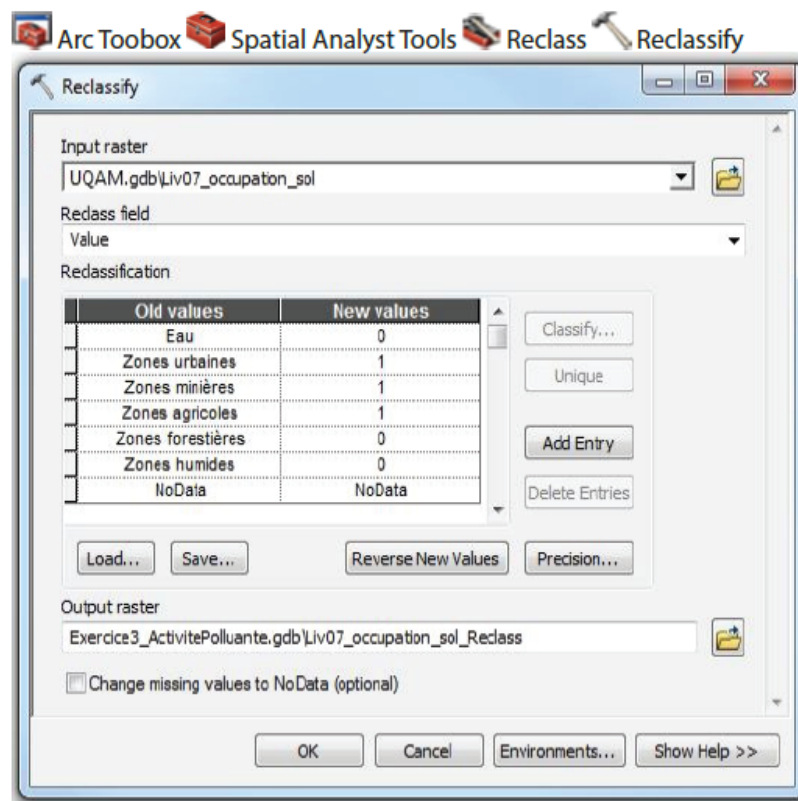 Arc Toobox Spatial Analyst Tools Reclass Reclassify
Reclassify
Input raster
UQAM.gdb\Liv07_occupation_sol
Reclass field
Value
Reclassification
Old values New values
Eau 0
Zones urbaines 1
Zones minières 1
Zones agricoles 1
Zones forestières 0
Zones humides 0
NoData NoData
Classify...
Unique
Add Entry
Delete Entries
Load... Save... Reverse New Values Precision...
Output raster
Exercice3_ActivitePolluante.gdb\Liv07_occupation_sol_Reclass
Change missing values to NoData (optional)
OK Cancel Environments... Show Help >>